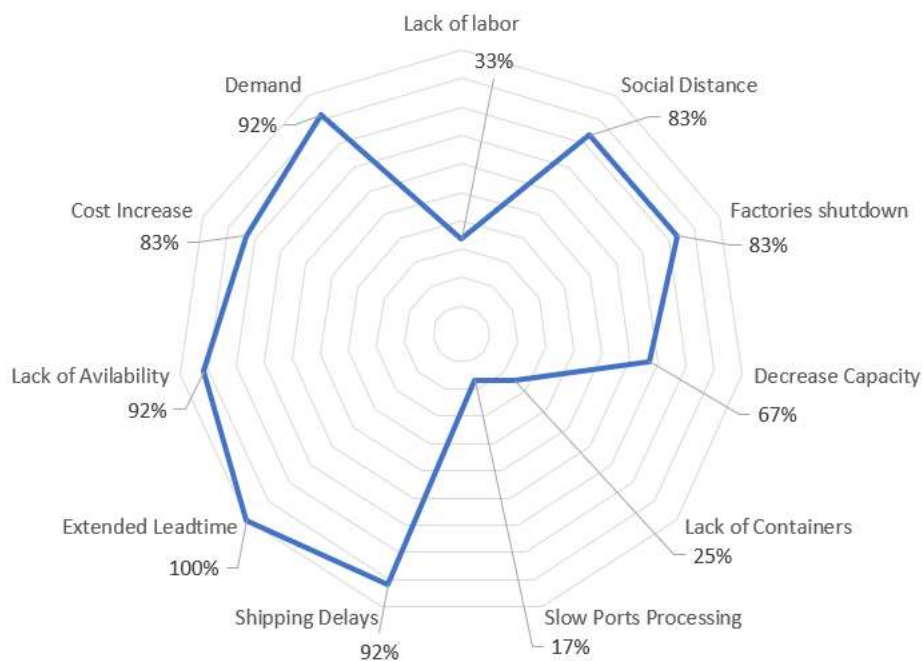 Lack of labor
33%
Social Distance
83%
Factories shutdown
83%
Decrease Capacity
67%
Lack of Containers
25%
Slow Ports Processing
17%
Shipping Delays
92%
Extended Leadtime
100%
Lack of Avilability
92%
Cost Increase
83%
Demand
92%